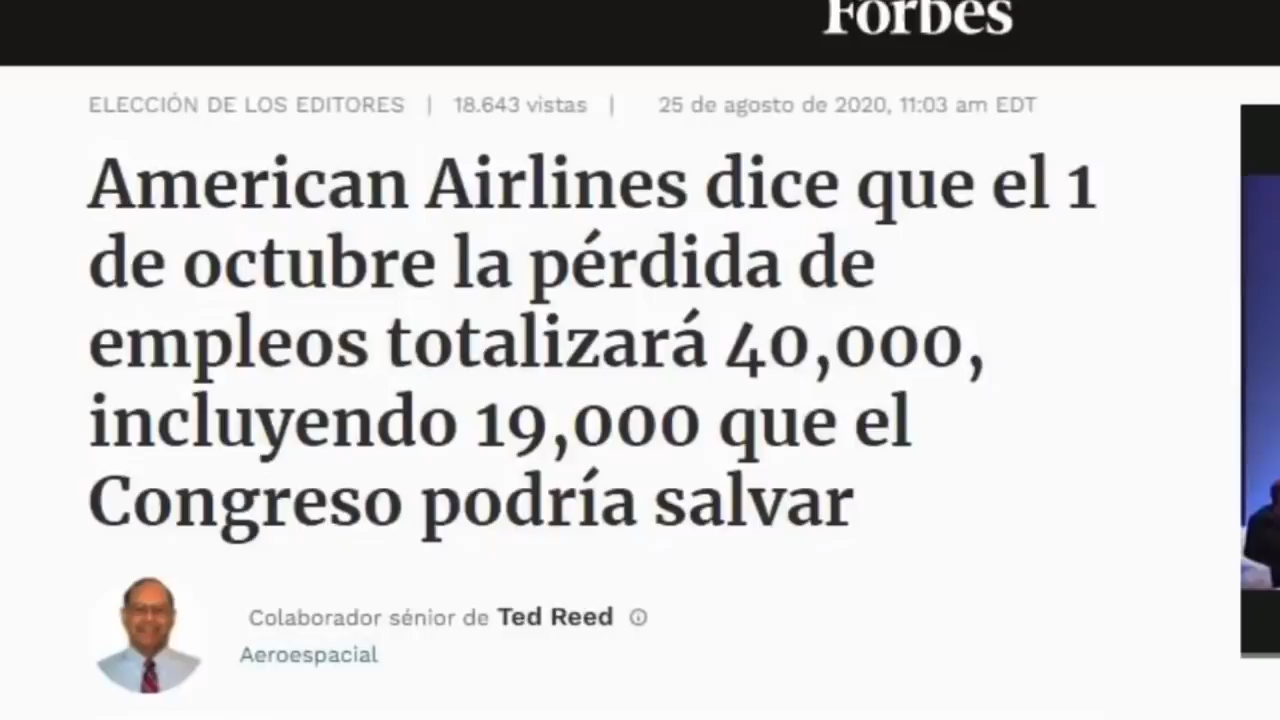 Forbes
ELECCIÓN DE LOS EDITORES | 18.643 vistas | 25 de agosto de 2020, 11:03 am EDT
American Airlines dice que el 1
de octubre la pérdida de
empleos totalizará 40,000,
incluyendo 19,000 que el
Congreso podría salvar
Colaborador sénior de Ted Reed
Aeroespacial